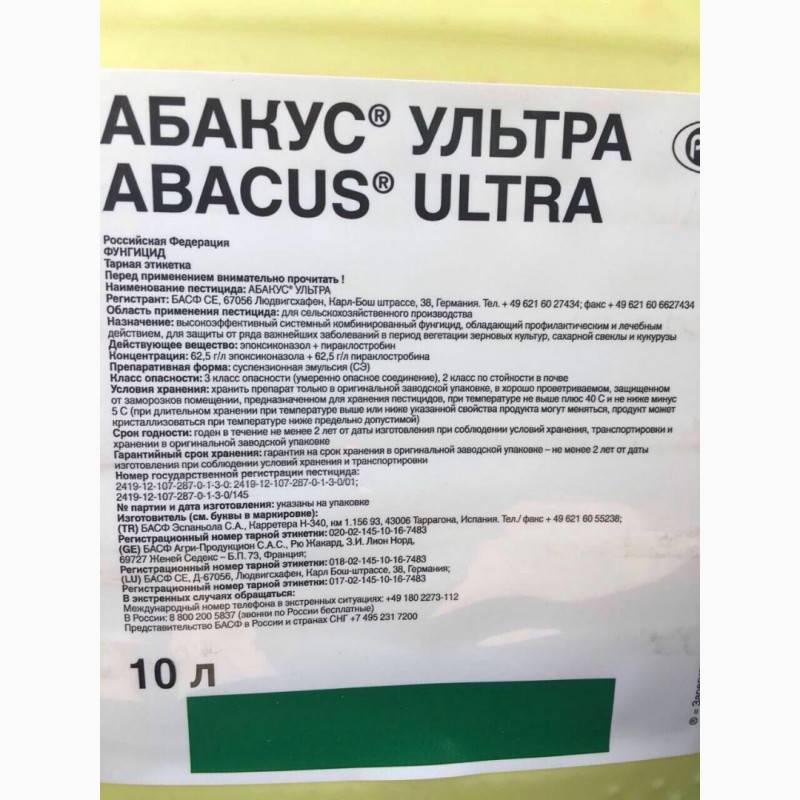 АБАКУС® УЛЬТРА
ABACUS® ULTRA
Российская Федерация
ФУНГИЦИД
Тарная этикетка
Перед применением внимательно прочитать !
Наименование пестицида: АБАКУС® УЛЬТРА
Регистрант: БАСФ СЕ, 67056 Людвигсхафен, Карл-Бош штрассе, 38, Германия. Тел. + 49 621 60 27434; факс + 49 621 60 6627434
Область применения пестицида: для сельскохозяйственного производства
Назначение: высокоэффективный системный комбинированный фунгицид, обладающий профилактическим и лечебным
действием, для защиты от ряда важнейших заболеваний в период вегетации зерновых культур, сахарной свеклы и кукурузы
Действующее вещество: эпоксиконазол + пираклостробин
Концентрация: 62,5 г/л эпоксиконазола + 62,5 г/л пираклостробина
Препаративная форма: суспензионная эмульсия (СЭ)
Класс опасности: 3 класс опасности (умеренно опасное соединение), 2 класс по стойкости в почве
Условия хранения: хранить препарат только в оригинальной заводской упаковке, в хорошо проветриваемом, защищенном
от заморозков помещении, предназначенном для хранения пестицидов, при температуре не выше плюс 40 С и не ниже минус
5 С (при длительном хранении при температуре выше или ниже указанной свойства продукта могут меняться, продукт может
кристаллизоваться при температуре ниже предельно допустимой)
Срок годности: годен в течение не менее 2 лет от даты изготовления при соблюдении условий хранения, транспортировки и
хранении в оригинальной заводской упаковке
Гарантийный срок хранения: гарантия на срок хранения в оригинальной заводской упаковке – не менее 2 лет от даты
изготовления при соблюдении условий хранения и транспортировки
Номер государственной регистрации пестицида:
2419-12-107-287-0-1-3-0: 2419-12-107-287-0-1-3-0/01;
2419-12-107-287-0-1-3-0/145
№ партии и дата изготовления: указаны на упаковке
Изготовитель (см. буквы в маркировке):
(TR) БАСФ Эспаньола С.А., Карретера Н-340, км 1.156 93, 43006 Таррагона, Испания. Тел./ факс + 49 621 60 55238;
Регистрационный номер тарной этикетки: 020-02-145-10-16-7483
(GE) БАСФ Агри-Продукцион С.А.С., Рю Жакард, З.И. Лион Норд,
69727 Женей Седекс – Б.П. 73, Франция;
Регистрационный номер тарной этикетки: 018-02-145-10-16-7483
(LU) БАСФ СЕ, Д-67056, Людвигсхафен, Карл Бош-штрассе, 38, Германия;
Регистрационный номер тарной этикетки: 017-02-145-10-16-7483
В экстренных случаях обращаться:
Международный номер телефона в экстренных ситуациях: +49 180 2273-112
В России: 8 800 200 5837 (звонки по России бесплатные)
Представительство БАСФ в России и странах СНГ +7 495 231 7200
10 л